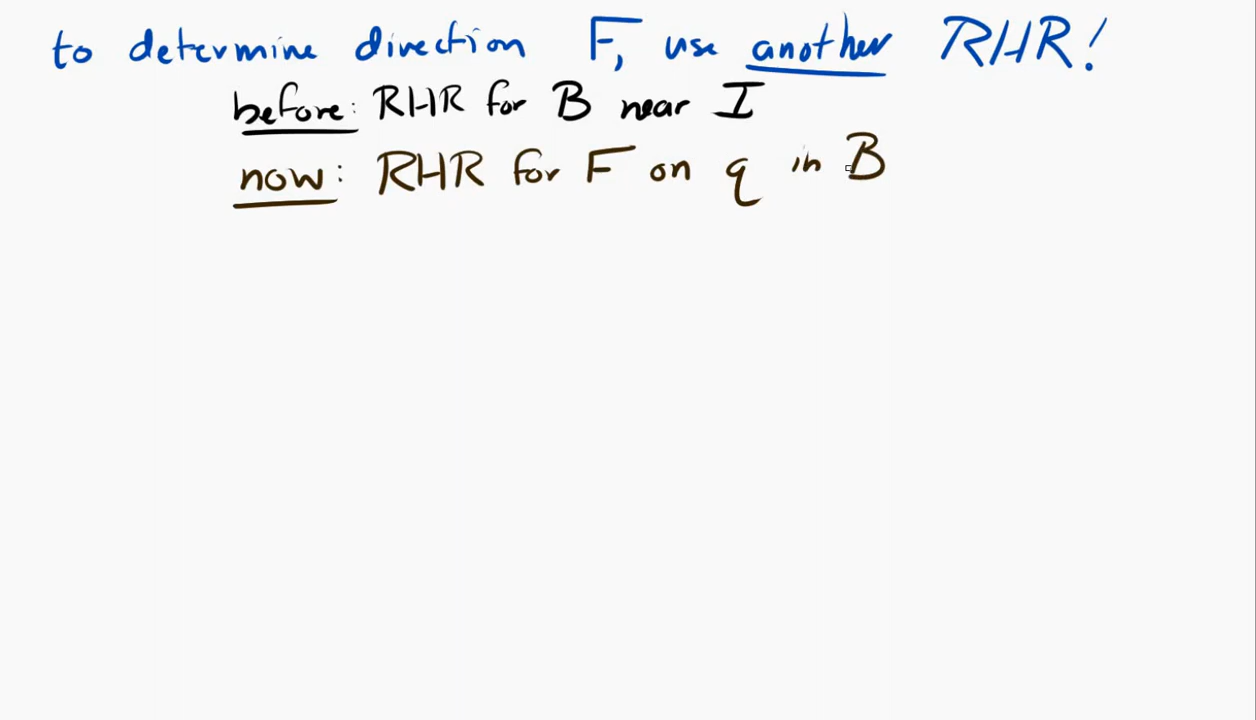 to determine direction F, use another RHR!
before: RHR for B near I
now: RHR for F on q in B